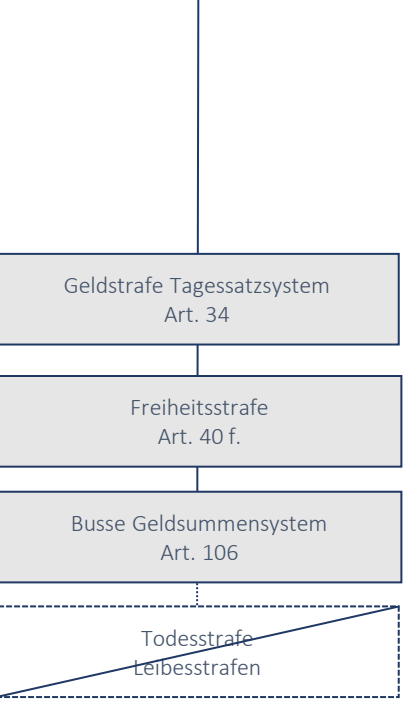 Geldstrafe Tagessatzsystem
Art. 34
Freiheitsstrafe
Art. 40 f.
Busse Geldsummensystem
Art. 106
Todesstrafe
Leibesstrafen